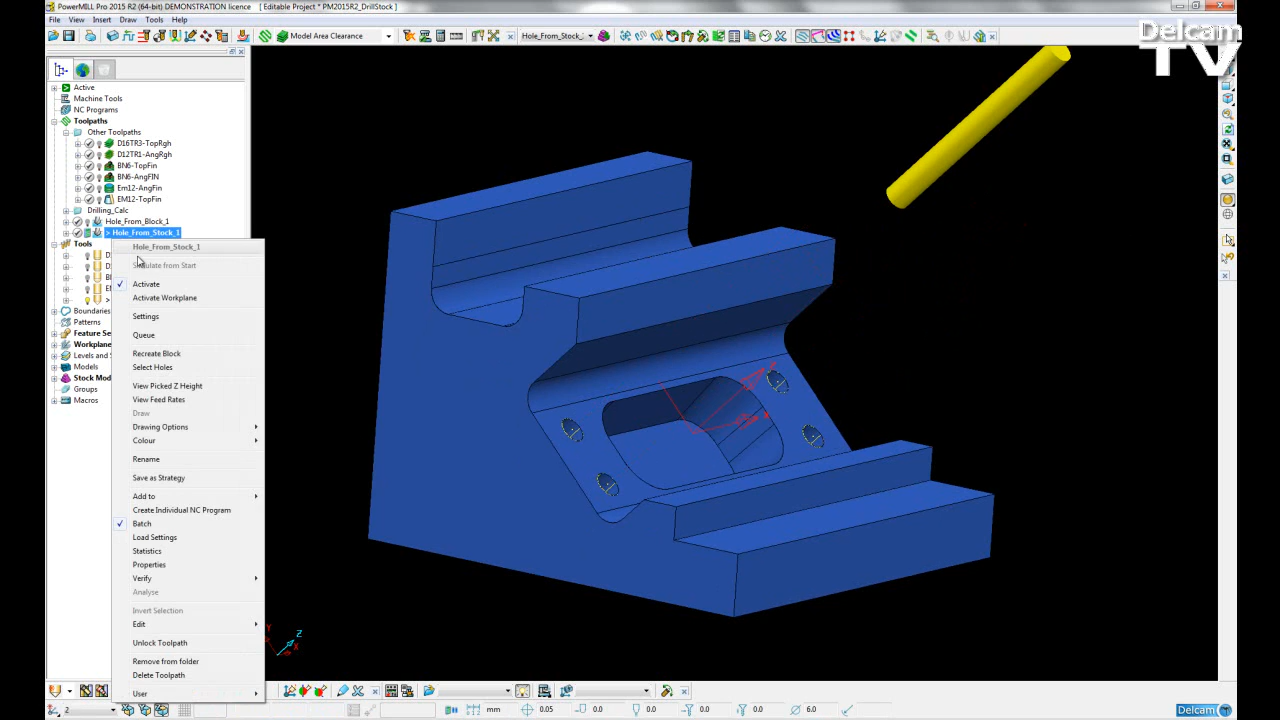 PowerMILL Pro 2015 R2 (64-bit) DEMONSTRATION licence [ Editable Project * PM2015R2_DrillStock ]
Delcam
TV
File View Insert Draw Tools Help
Model Area Clearance
Hole_From_Stock_
Active
Machine Tools
NC Programs
Toolpaths
Other Toolpaths
D16TR3-TopRgh
D12TR1-AngRgh
BN6-TopFin
BN6-AngFIN
Em12-AngFin
EM12-TopFin
Drilling_Calc
Hole_From_Block_1
> Hole_From_Stock_1
Tools
Boundaries
Patterns
Feature Se
Workplane
Levels and S
Models
Stock Mod
Groups
Macros
Hole_From_Stock_1
Simulate from Start
Activate
Activate Workplane
Settings
Queue
Recreate Block
Select Holes
View Picked Z Height
View Feed Rates
Draw
Drawing Options
Colour
Rename
Save as Strategy
Add to
Create Individual NC Program
Batch
Load Settings
Statistics
Properties
Verify
Analyse
Invert Selection
Edit
Unlock Toolpath
Remove from folder
Delete Toolpath
User
Y
Z
X
2
mm 0.05 0.0 0.0 0.0 0.0 6.0
Delcam